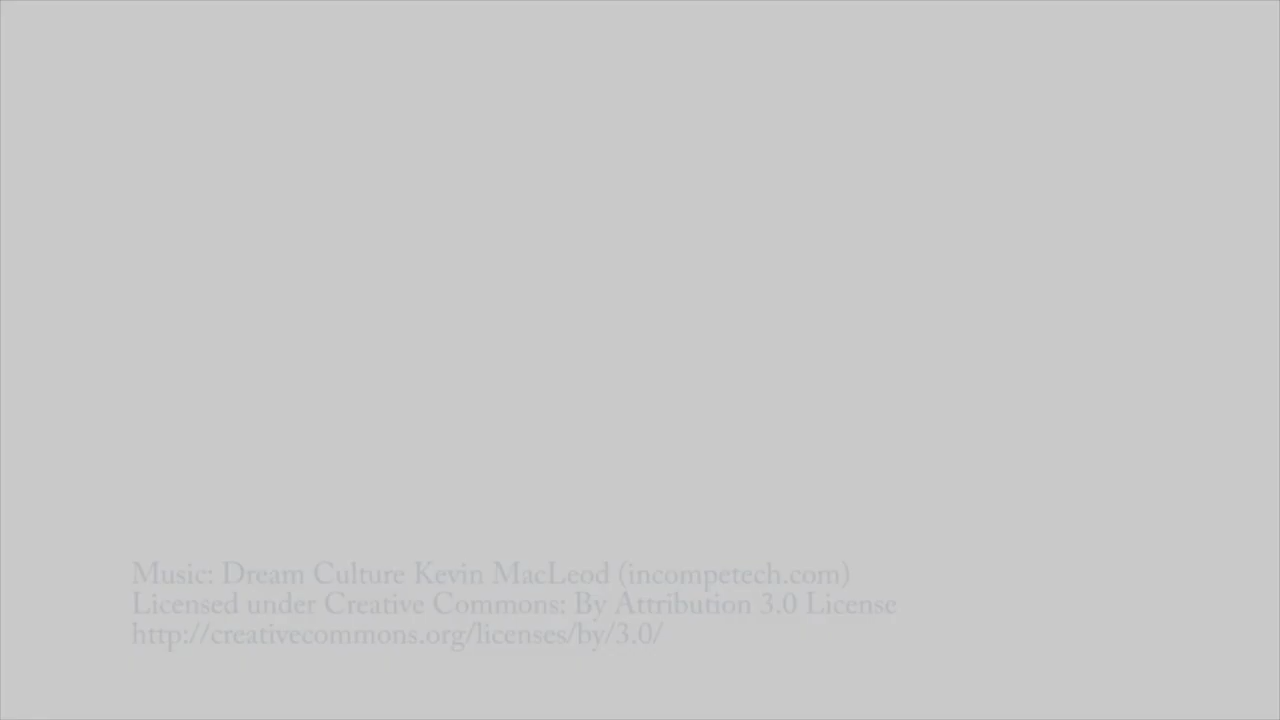 Music: Dream Culture Kevin MacLeod (incompetech.com)
Licensed under Creative Commons: By Attribution 3.0 License
http://creativecommons.org/licenses/by/3.0/